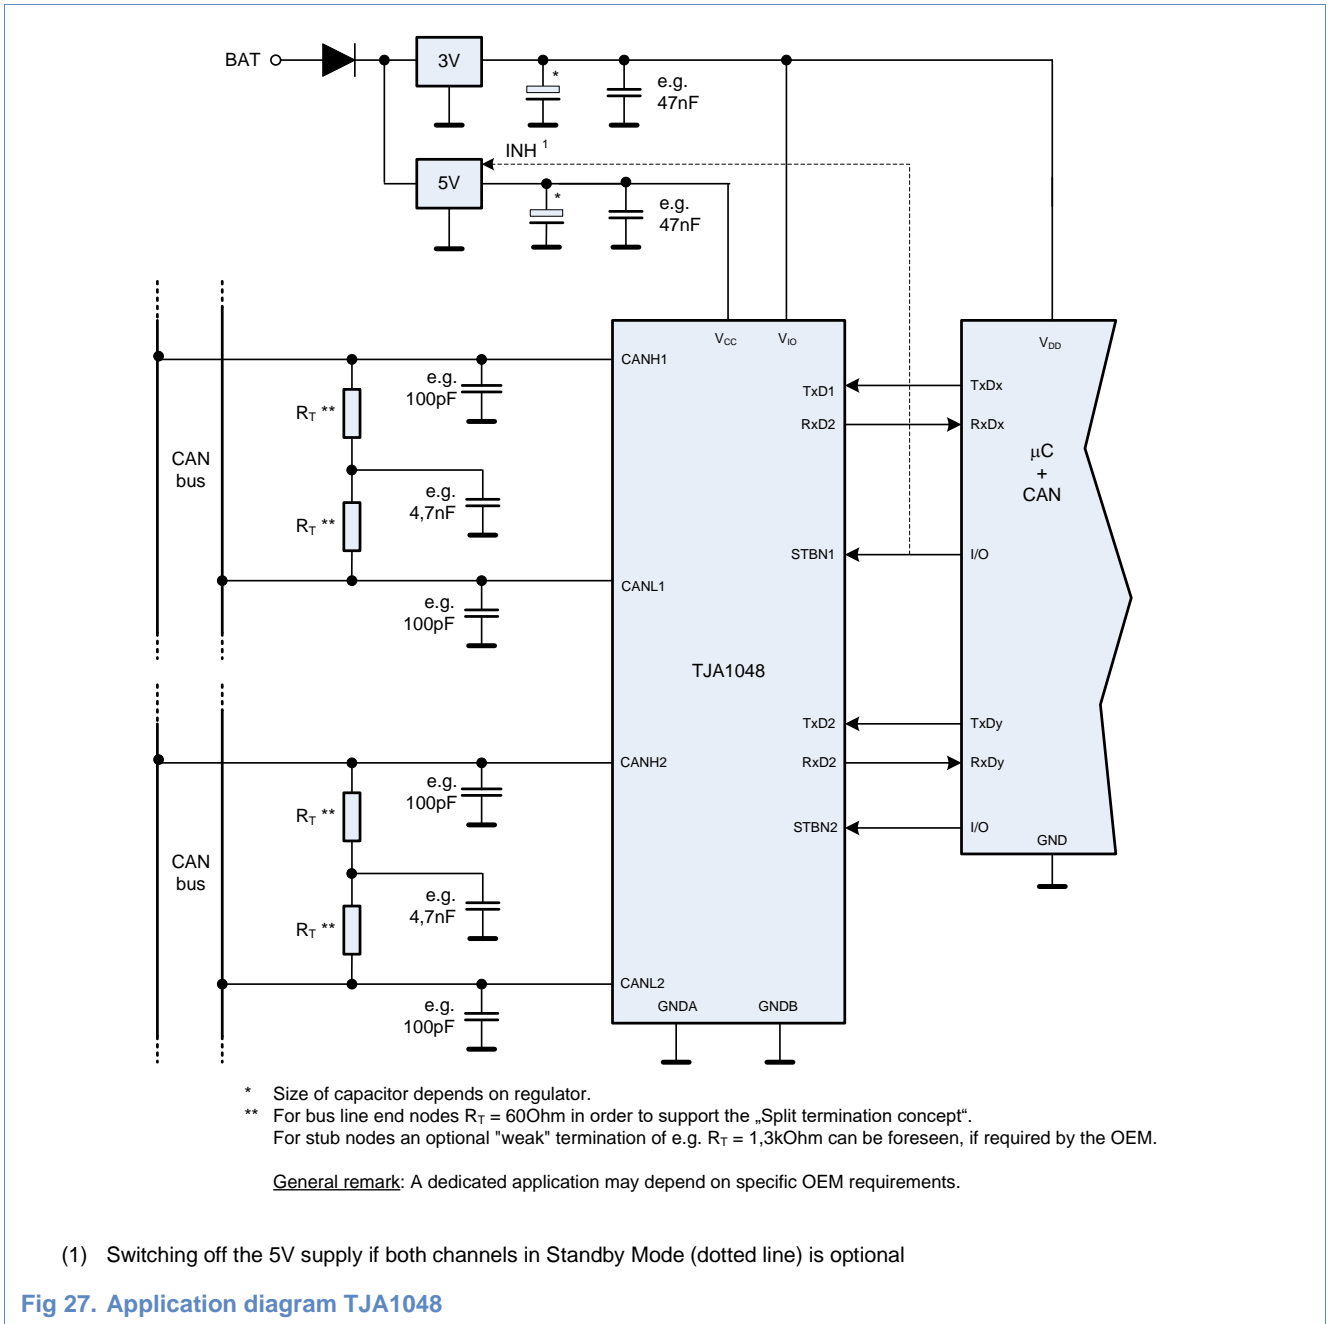 BAT
3V
*
e.g.
47nF
INH 1
5V
*
e.g.
47nF
VCC
VIO
VDD
CANH1
e.g.
100pF
TxD1
TxDx
RT **
RxD2
RxDx
CAN
bus
μC
+
CAN
e.g.
4,7nF
RT **
STBN1
I/O
CANL1
e.g.
100pF
TJA1048
TxD2
TxDy
CANH2
RxD2
RxDy
e.g.
100pF
RT **
STBN2
I/O
GND
CAN
bus
e.g.
4,7nF
RT **
CANL2
e.g.
100pF
GNDA
GNDB
* Size of capacitor depends on regulator.
** For bus line end nodes RT = 60Ohm in order to support the „Split termination concept“.
For stub nodes an optional "weak" termination of e.g. RT = 1,3kOhm can be foreseen, if required by the OEM.
General remark: A dedicated application may depend on specific OEM requirements.
(1) Switching off the 5V supply if both channels in Standby Mode (dotted line) is optional
Fig 27. Application diagram TJA1048